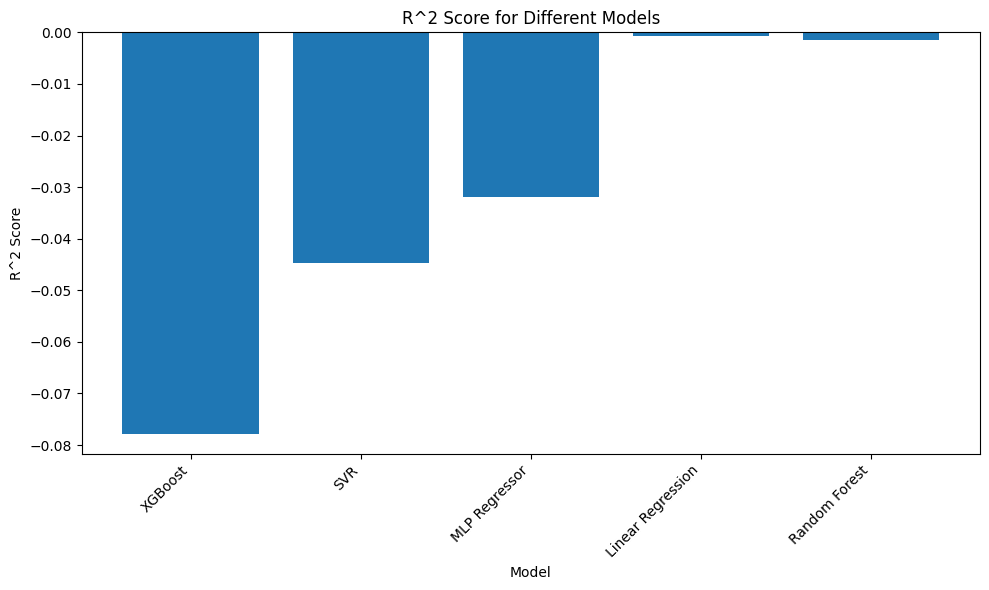 R^2 Score for Different Models
0.00
−0.01
−0.02
−0.03
−0.04
−0.05
−0.06
−0.07
−0.08
R^2 Score
XGBoost
SVR
MLP Regressor
Linear Regression
Random Forest
Model